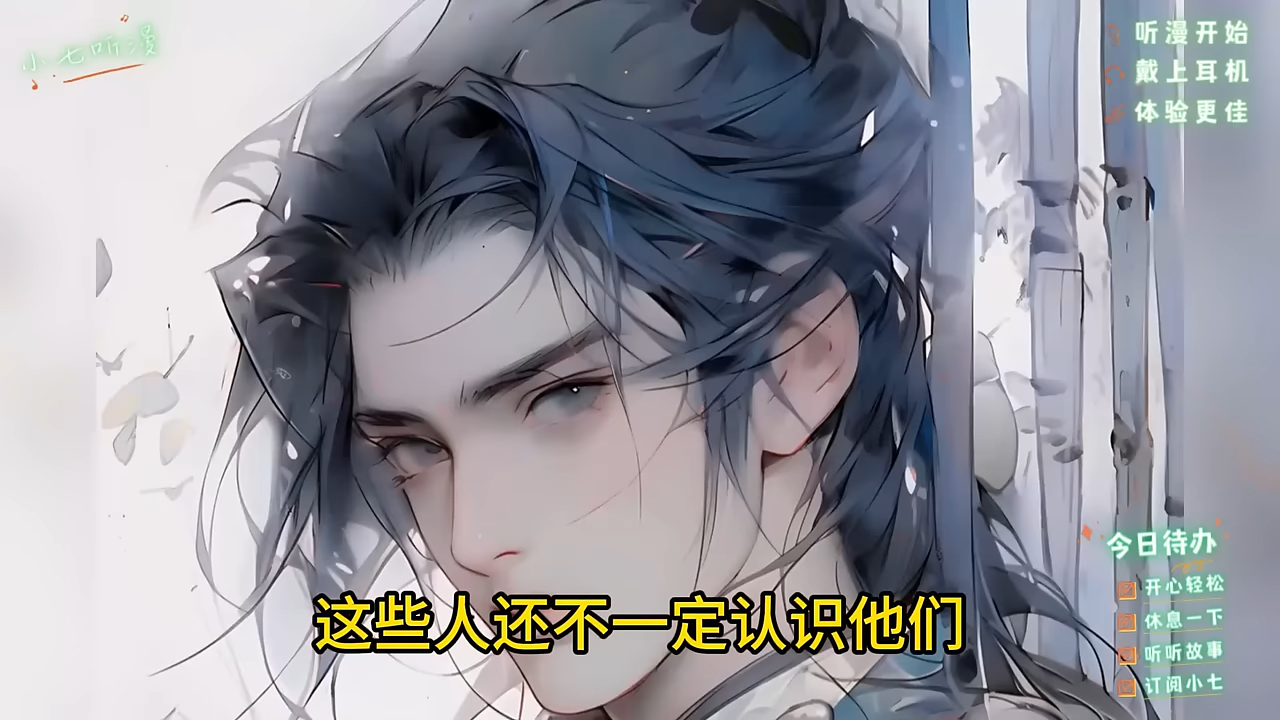 小七听漫
听漫开始
戴上耳机
体验更佳
今日待办
开心轻松
休息一下
听听故事
订阅小七
这些人还不一定认识他们